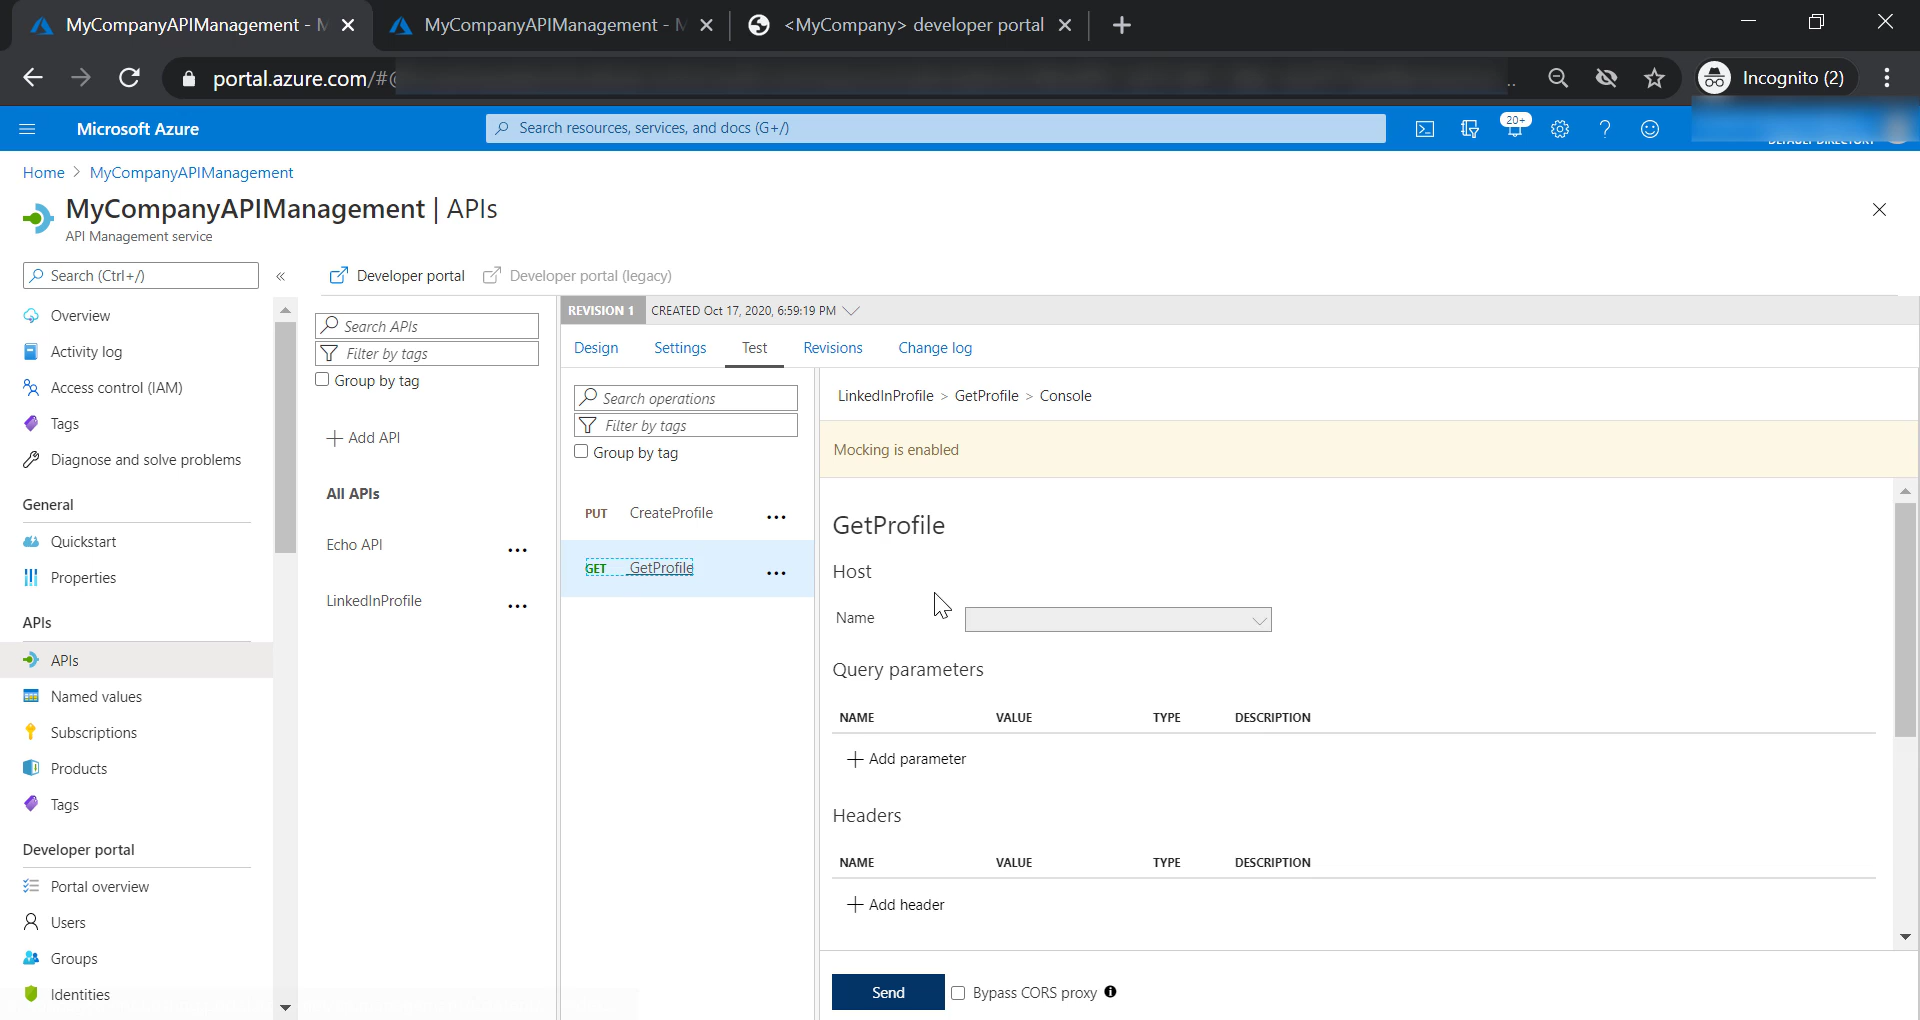 MyCompanyAPIManagement -
MyCompanyAPIManagement -
<MyCompany> developer portal
portal.azure.com/#@
Incognito (2)
Microsoft Azure
Search resources, services, and docs (G+/)
20+
DEFAULT DIRECTORY
Home > MyCompanyAPIManagement
MyCompanyAPIManagement | APIs
API Management service
Search (Ctrl+/)
«
Developer portal
Developer portal (legacy)
Overview
Activity log
Access control (IAM)
Tags
Diagnose and solve problems
General
Quickstart
Properties
APIs
APIs
Named values
Subscriptions
Products
Tags
Developer portal
Portal overview
Users
Groups
Identities
Search APIs
Filter by tags
Group by tag
+ Add API
All APIs
Echo API ...
LinkedInProfile ...
REVISION 1 CREATED Oct 17, 2020, 6:59:19 PM
Design Settings Test Revisions Change log
Search operations
Filter by tags
Group by tag
PUT CreateProfile ...
GET GetProfile ...
LinkedInProfile > GetProfile > Console
Mocking is enabled
GetProfile
Host
Name
Query parameters
NAME VALUE TYPE DESCRIPTION
+ Add parameter
Headers
NAME VALUE TYPE DESCRIPTION
+ Add header
Send
Bypass CORS proxy